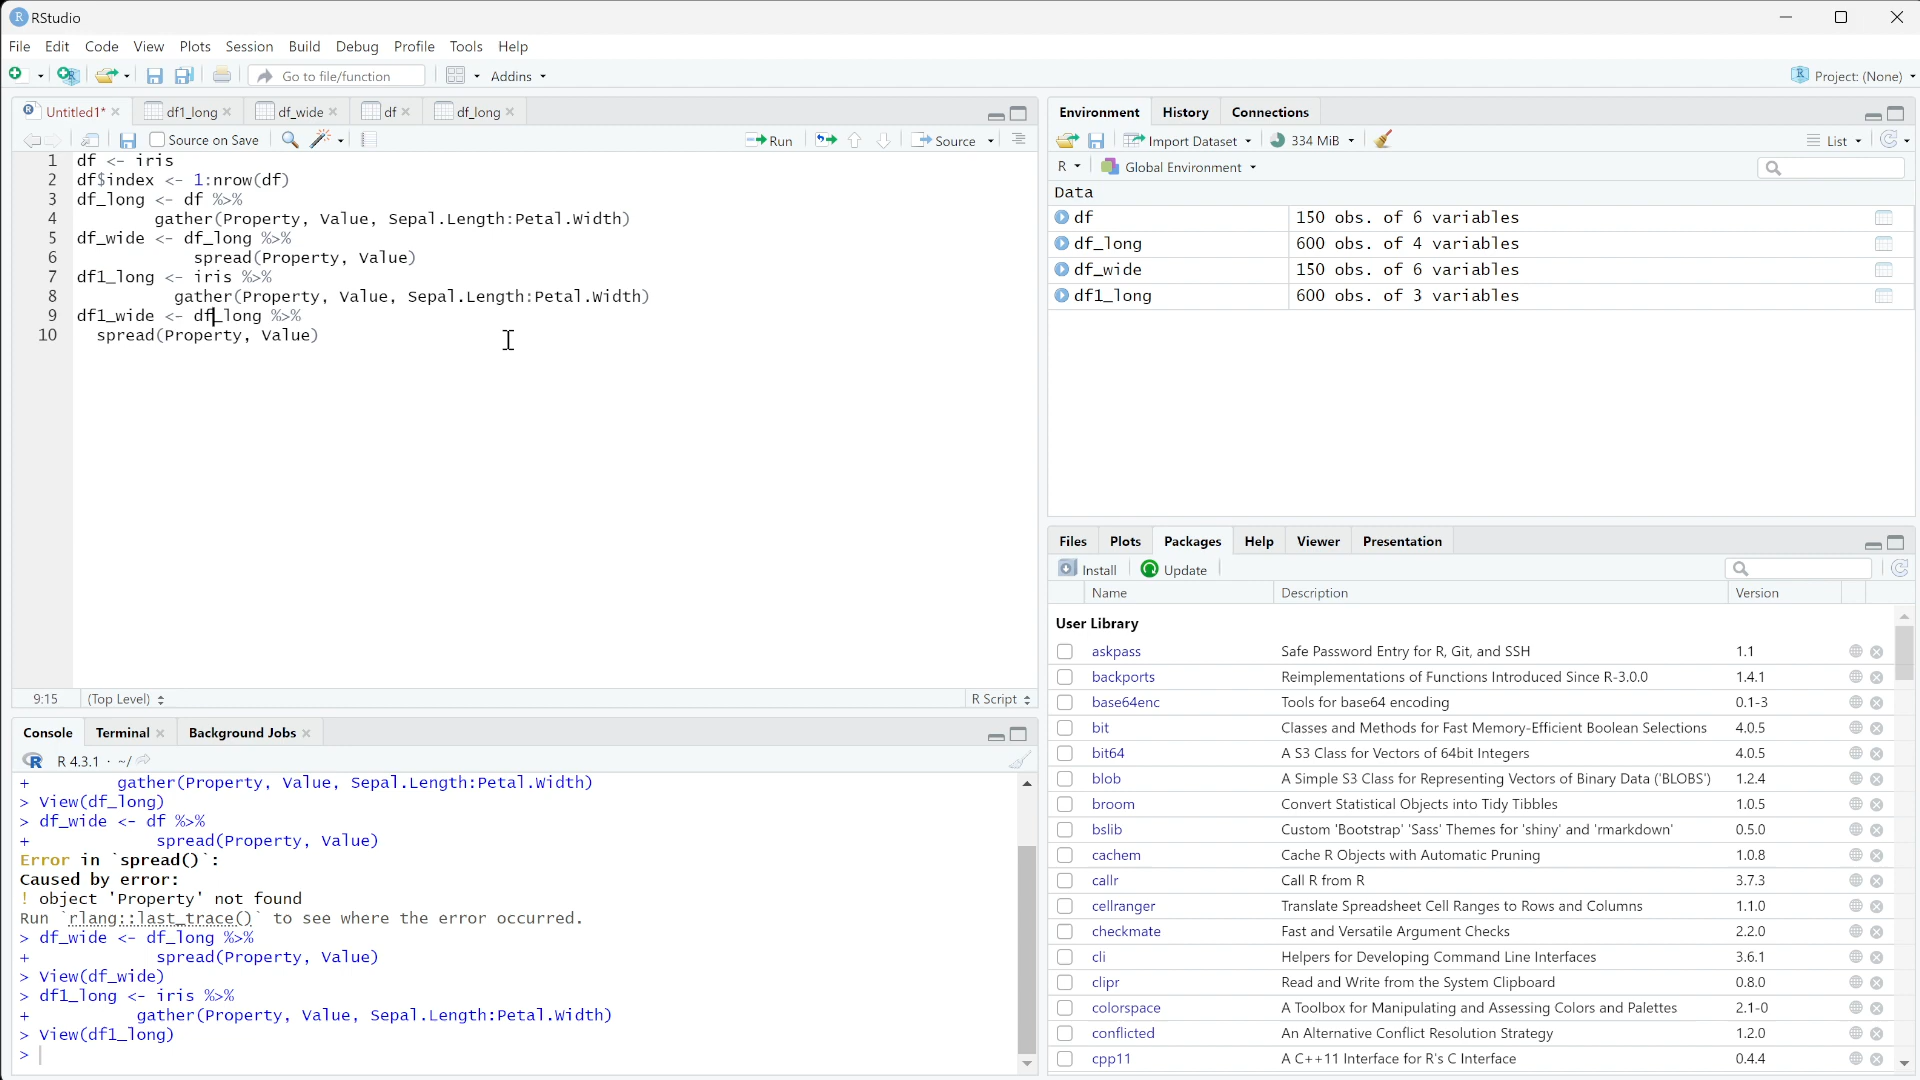 RStudio
File Edit Code View Plots Session Build Debug Profile Tools Help
Go to file/function Addins Project: (None)
Untitled1* df1_long df_wide df df_long
Source on Save Run Source
1 df <- iris
2 df$index <- 1:nrow(df)
3 df_long <- df %>%
4 gather(Property, Value, Sepal.Length:Petal.Width)
5 df_wide <- df_long %>%
6 spread(Property, Value)
7 df1_long <- iris %>%
8 gather(Property, Value, Sepal.Length:Petal.Width)
9 df1_wide <- df_long %>%
10 spread(Property, Value)
9:15 (Top Level) R Script
Console Terminal Background Jobs
R 4.3.1 · ~/
+ gather(Property, Value, Sepal.Length:Petal.Width)
> View(df_long)
> df_wide <- df %>%
+ spread(Property, Value)
Error in `spread()`:
Caused by error:
! object 'Property' not found
Run `rlang::last_trace()` to see where the error occurred.
> df_wide <- df_long %>%
+ spread(Property, Value)
> View(df_wide)
> df1_long <- iris %>%
+ gather(Property, Value, Sepal.Length:Petal.Width)
> View(df1_long)
>
Environment History Connections
Import Dataset 334 MiB List
R Global Environment
Data
df 150 obs. of 6 variables
df_long 600 obs. of 4 variables
df_wide 150 obs. of 6 variables
df1_long 600 obs. of 3 variables
Files Plots Packages Help Viewer Presentation
Install Update
Name Description Version
User Library
askpass Safe Password Entry for R, Git, and SSH 1.1
backports Reimplementations of Functions Introduced Since R-3.0.0 1.4.1
base64enc Tools for base64 encoding 0.1-3
bit Classes and Methods for Fast Memory-Efficient Boolean Selections 4.0.5
bit64 A S3 Class for Vectors of 64bit Integers 4.0.5
blob A Simple S3 Class for Representing Vectors of Binary Data ('BLOBS') 1.2.4
broom Convert Statistical Objects into Tidy Tibbles 1.0.5
bslib Custom 'Bootstrap' 'Sass' Themes for 'shiny' and 'rmarkdown' 0.5.0
cachem Cache R Objects with Automatic Pruning 1.0.8
callr Call R from R 3.7.3
cellranger Translate Spreadsheet Cell Ranges to Rows and Columns 1.1.0
checkmate Fast and Versatile Argument Checks 2.2.0
cli Helpers for Developing Command Line Interfaces 3.6.1
clipr Read and Write from the System Clipboard 0.8.0
colorspace A Toolbox for Manipulating and Assessing Colors and Palettes 2.1-0
conflicted An Alternative Conflict Resolution Strategy 1.2.0
cpp11 A C++11 Interface for R's C Interface 0.4.4